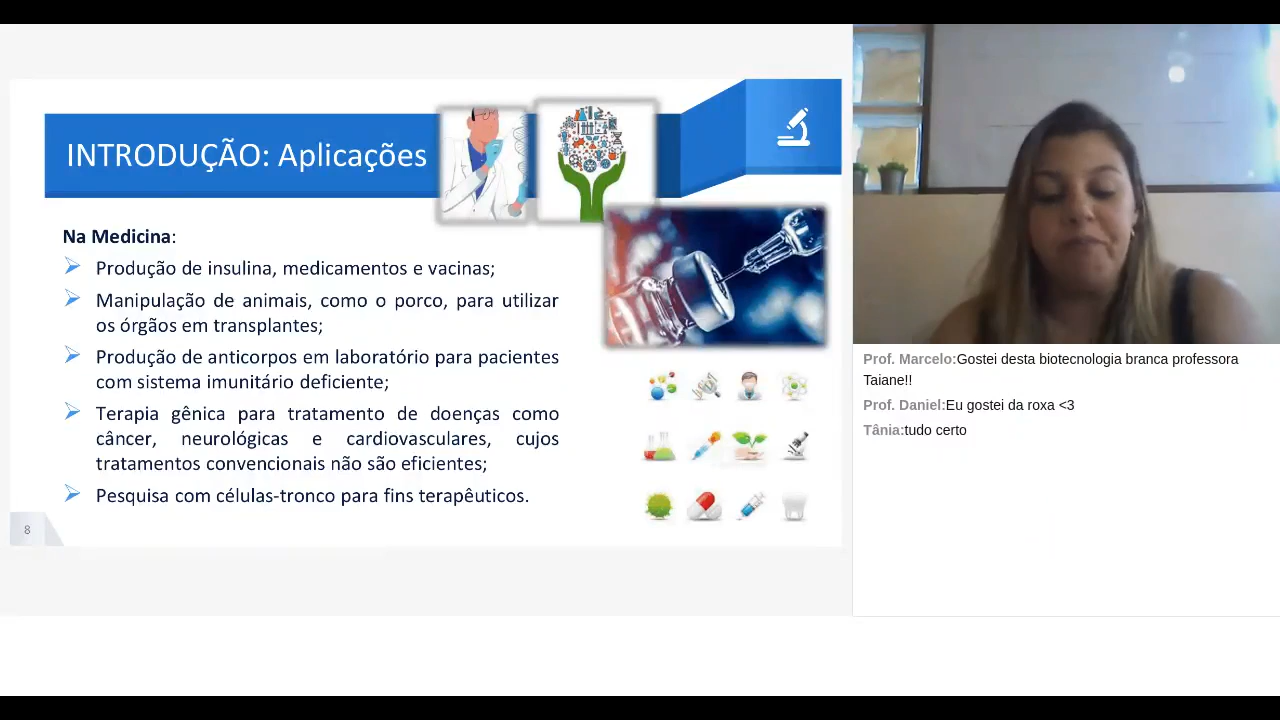 INTRODUÇÃO: Aplicações
Na Medicina:
Produção de insulina, medicamentos e vacinas;
Manipulação de animais, como o porco, para utilizar
os órgãos em transplantes;
Produção de anticorpos em laboratório para pacientes
com sistema imunitário deficiente;
Terapia gênica para tratamento de doenças como
câncer, neurológicas e cardiovasculares, cujos
tratamentos convencionais não são eficientes;
Pesquisa com células-tronco para fins terapêuticos.
8
Prof. Marcelo:Gostei desta biotecnologia branca professora
Taiane!!
Prof. Daniel:Eu gostei da roxa <3
Tânia:tudo certo